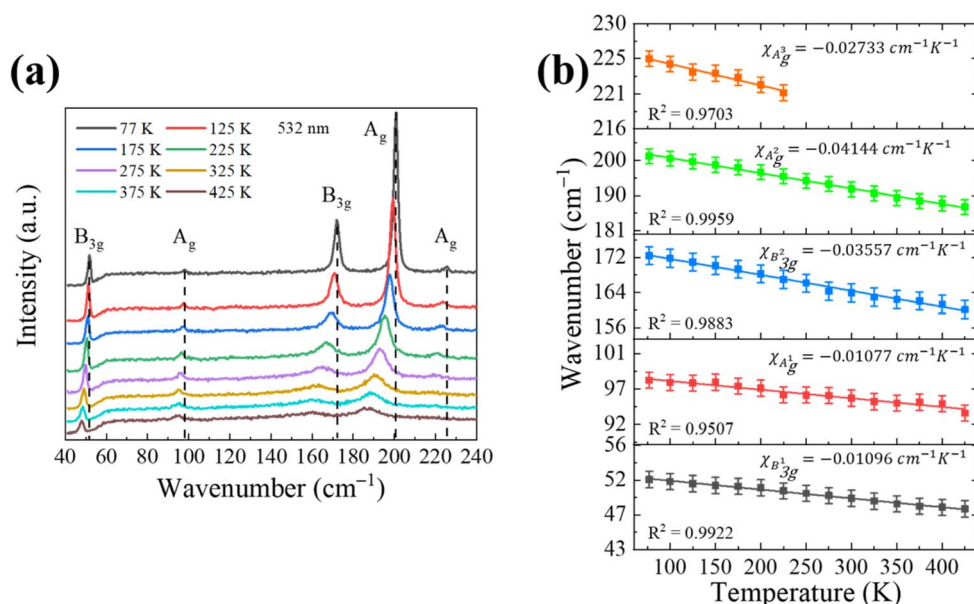 (a)
77 K 125 K 532 nm
175 K 225 K
275 K 325 K
375 K 425 K
B3g
Ag
B3g
Ag
Ag
Intensity (a.u.)
40 60 80 100 120 140 160 180 200 220 240
Wavenumber (cm⁻¹)
(b)
230
225
221
216
χA³g = −0.02733 cm⁻¹K⁻¹
R² = 0.9703
200
190
181
χA²g = −0.04144 cm⁻¹K⁻¹
R² = 0.9959
172
164
156
χB²3g = −0.03557 cm⁻¹K⁻¹
R² = 0.9883
101
97
92
χA¹g = −0.01077 cm⁻¹K⁻¹
R² = 0.9507
56
52
47
43
χB¹3g = −0.01096 cm⁻¹K⁻¹
R² = 0.9922
Wavenumber (cm⁻¹)
100 150 200 250 300 350 400
Temperature (K)